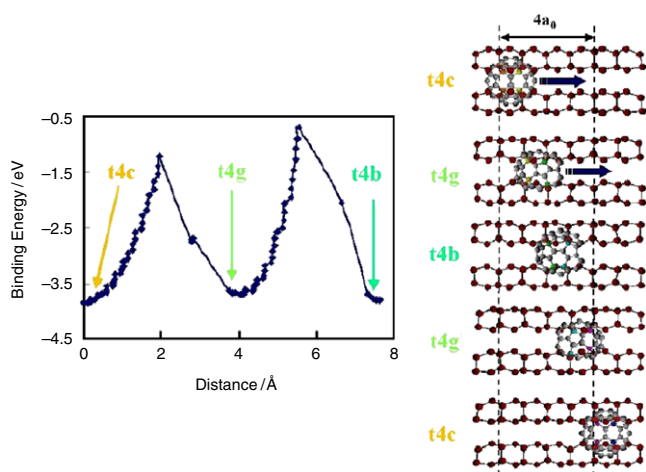 –0.5
–1.5
–2.5
–3.5
–4.5
Binding Energy / eV
t4c
t4g
t4b
0
2
4
6
8
Distance / Å
4a₀
t4c
t4g
t4b
t4g
t4c